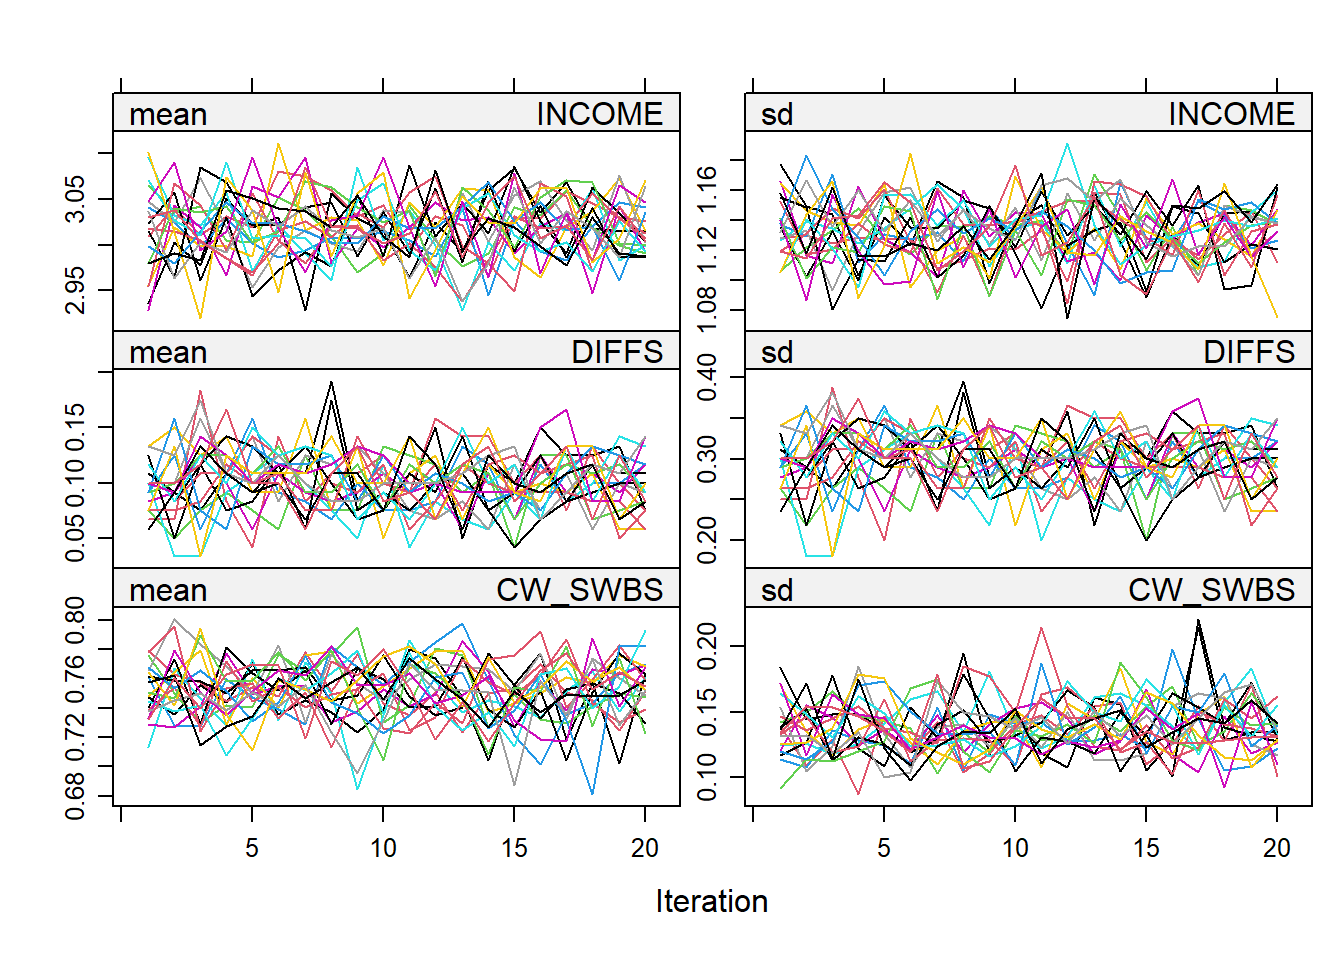 mean INCOME
sd INCOME
2.95 3.05
1.08 1.12 1.16
mean DIFFS
sd DIFFS
0.05 0.10 0.15
0.20 0.30 0.40
mean CW_SWBS
sd CW_SWBS
0.68 0.72 0.76 0.80
0.10 0.15 0.20
5 10 15 20
5 10 15 20
Iteration